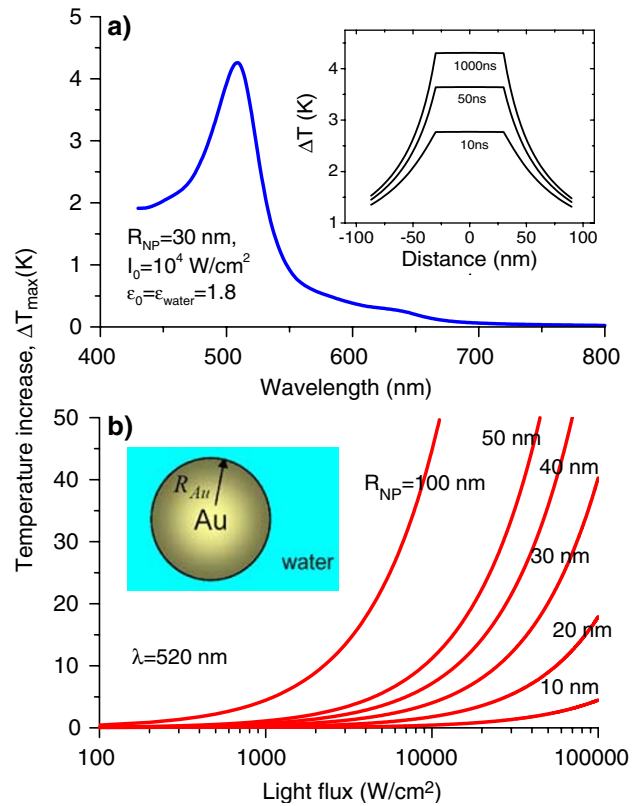 a)
5
4
3
2
1
0
R_NP=30 nm,
I_0=10^4 W/cm^2
ε_0=ε_water=1.8
4
3
2
1
ΔT (K)
1000ns
50ns
10ns
-100 -50 0 50 100
Distance (nm)
400 500 600 700 800
Wavelength (nm)
Temperature increase, ΔT_max(K)
b)
50
40
30
20
10
0
R_Au
Au
water
λ=520 nm
R_NP=100 nm
50 nm
40 nm
30 nm
20 nm
10 nm
100 1000 10000 100000
Light flux (W/cm^2)